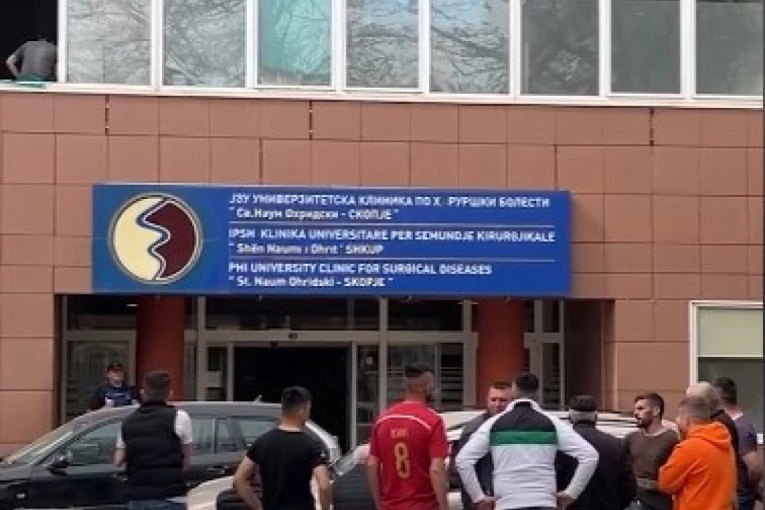 ЈЗУ УНИВЕРЗИТЕТСКА КЛИНИКА ПО Х РУРШКИ БОЛЕСТИ
" Св.Наум Охридски - СКОПЈЕ "
IPSH KLINIKA UNIVERSITARE PER SEMUNDJE KIRURGJIKALE
" Shën Naumi i Ohrit" SHKUP
PHI UNIVERSITY CLINIC FOR SURGICAL DISEASES
" St. Naum Ohridski - SKOPJE "
8